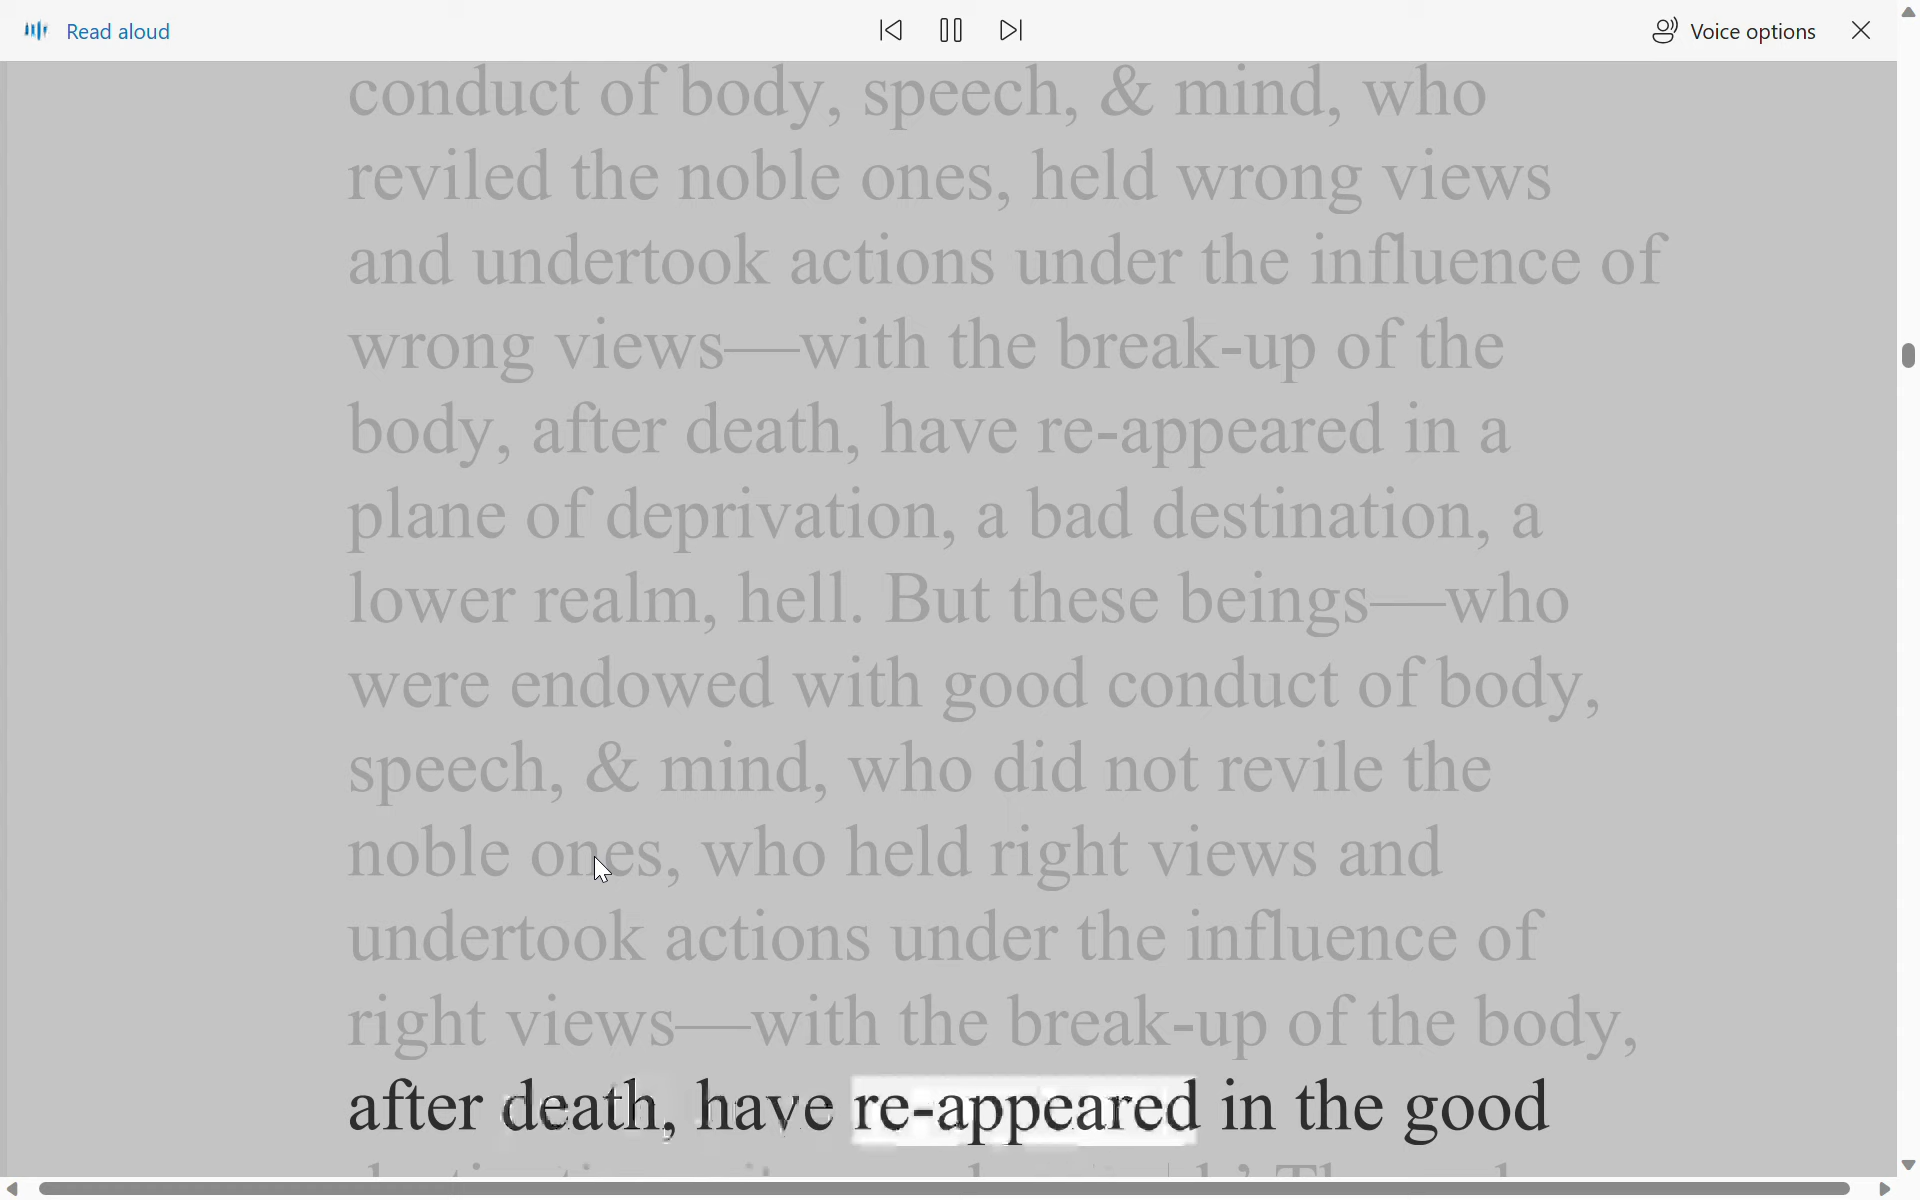 Read aloud
Voice options
conduct of body, speech, & mind, who
reviled the noble ones, held wrong views
and undertook actions under the influence of
wrong views—with the break-up of the
body, after death, have re-appeared in a
plane of deprivation, a bad destination, a
lower realm, hell. But these beings—who
were endowed with good conduct of body,
speech, & mind, who did not revile the
noble ones, who held right views and
undertook actions under the influence of
right views—with the break-up of the body,
after death, have re-appeared in the good